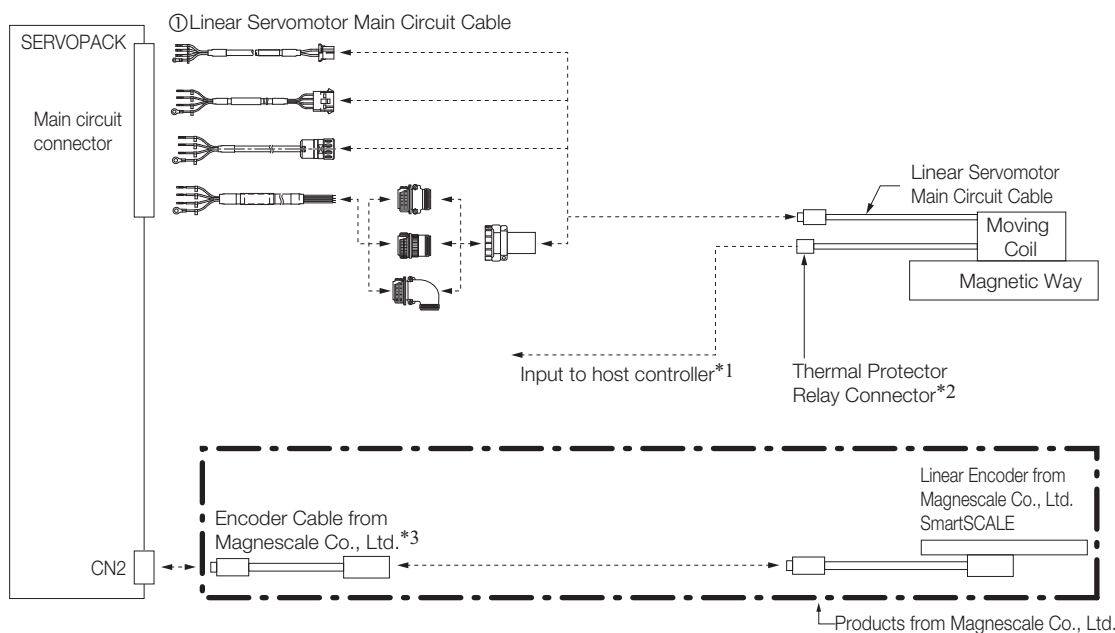 ①Linear Servomotor Main Circuit Cable
SERVOPACK
Main circuit
connector
Linear Servomotor
Main Circuit Cable
Moving
Coil
Magnetic Way
Input to host controller*1
Thermal Protector
Relay Connector*2
Linear Encoder from
Magnescale Co., Ltd.
SmartSCALE
Encoder Cable from
Magnescale Co., Ltd.*3
CN2
Products from Magnescale Co., Ltd.